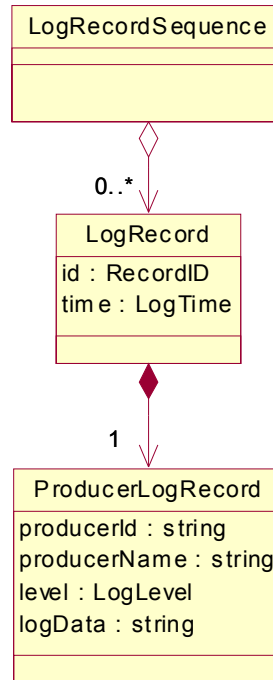 LogRecordSequence
0..*
LogRecord
id : RecordID
time : LogTime
1
ProducerLogRecord
producerId : string
producerName : string
level : LogLevel
logData : string